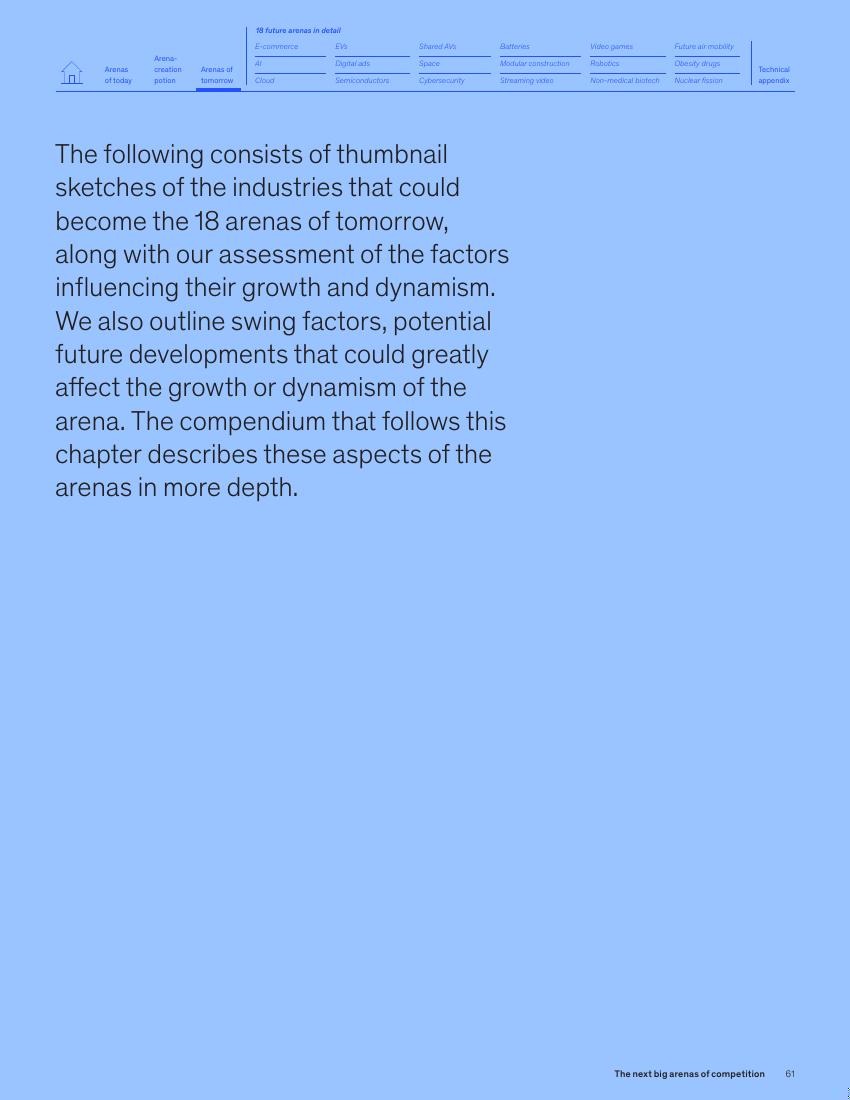 18 future arenas in detail
E-commerce EVs Shared AVs Batteries Video games Future air mobility
Arenas of today
Arena-creation potion
Arenas of tomorrow
AI Digital ads Space Modular construction Robotics Obesity drugs
Cloud Semiconductors Cybersecurity Streaming video Non-medical biotech Nuclear fission
Technical appendix
The following consists of thumbnail
sketches of the industries that could
become the 18 arenas of tomorrow,
along with our assessment of the factors
influencing their growth and dynamism.
We also outline swing factors, potential
future developments that could greatly
affect the growth or dynamism of the
arena. The compendium that follows this
chapter describes these aspects of the
arenas in more depth.
The next big arenas of competition 61